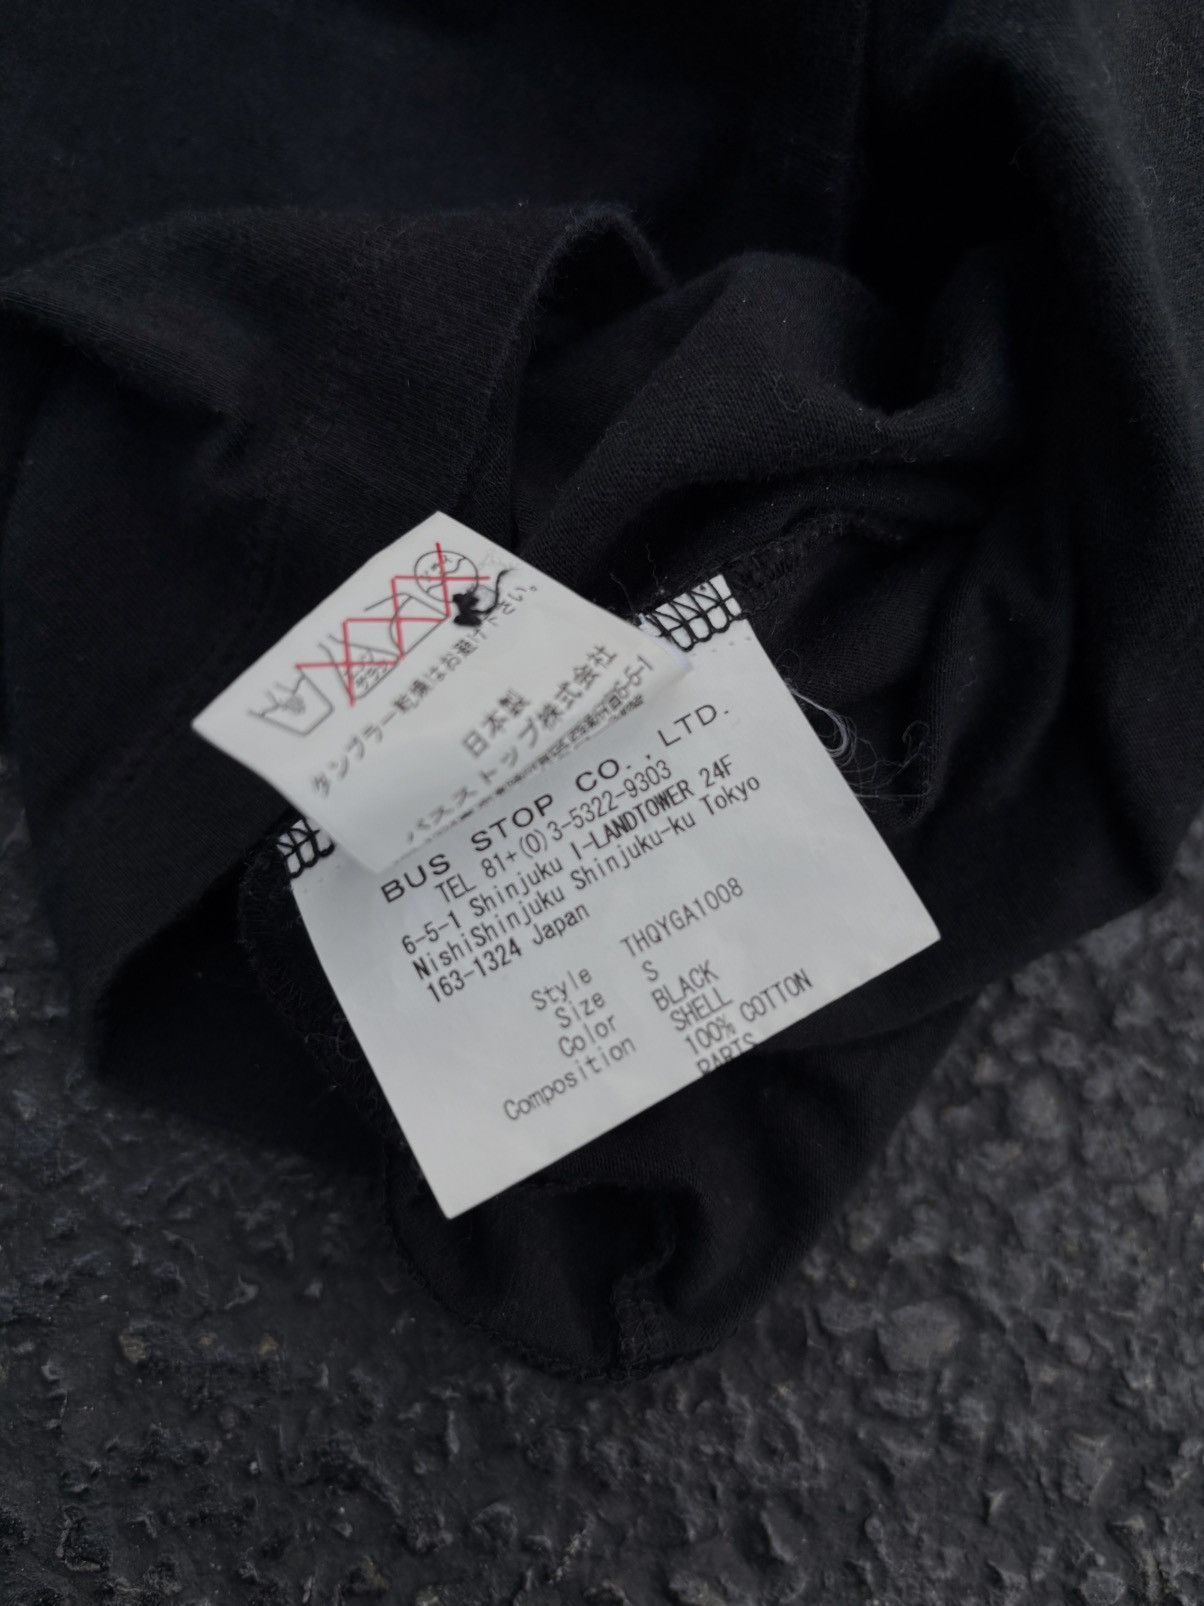 タンブラー乾燥はお避け下さい。
日本製
バスストップ株式会社
BUS STOP CO.,LTD.
TEL 81+(0)3-5322-9303
6-5-1 Shinjuku I-LANDTOWER 24F
NishiShinjuku Shinjuku-ku Tokyo
163-1324 Japan
Style THQYGA1008
Size S
Color BLACK
Composition SHELL
100% COTTON
PARTS